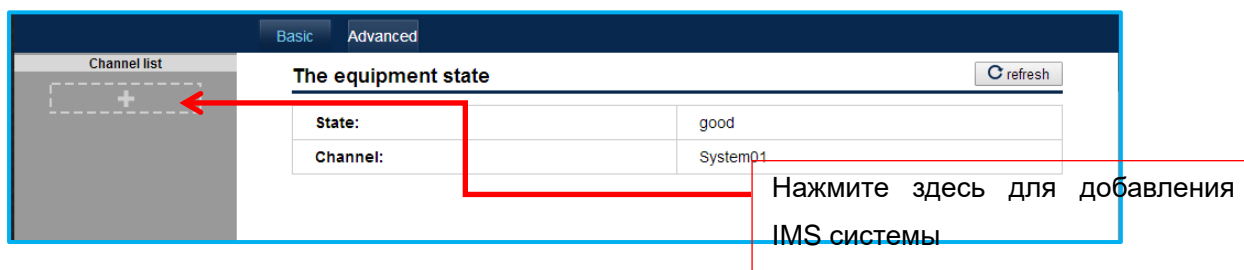 Basic Advanced
Channel list
The equipment state
refresh
State: good
Channel: System01
Нажмите здесь для добавления
IMS системы